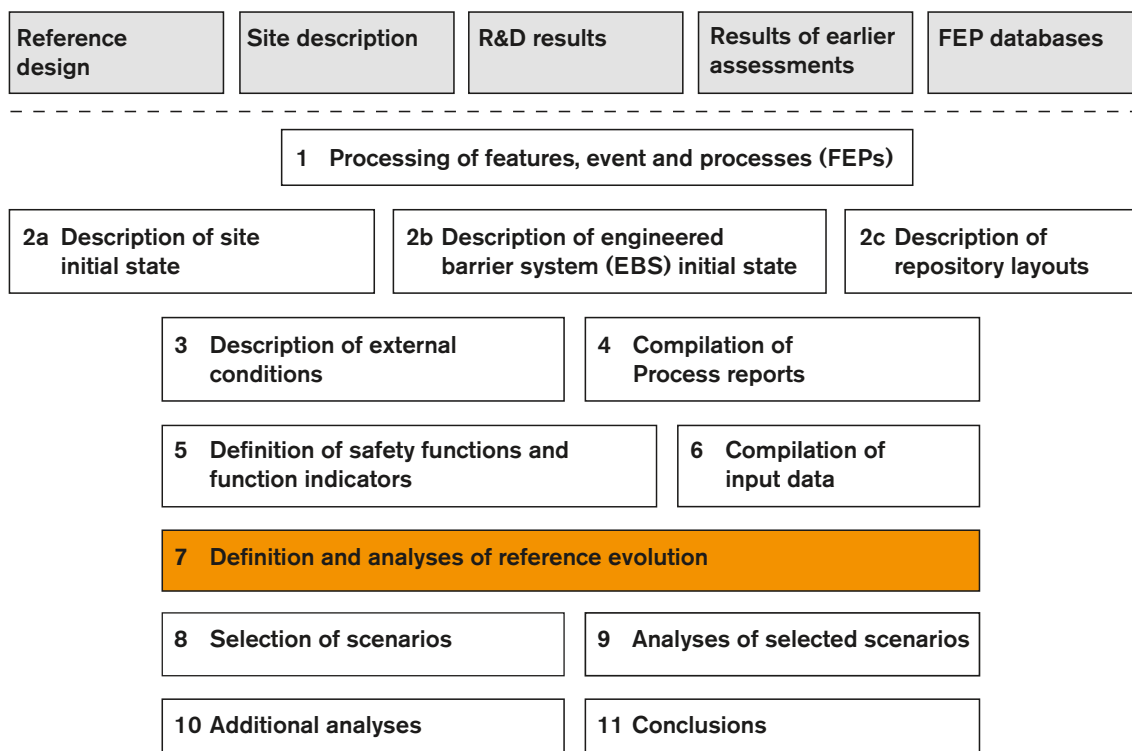 Reference
design
Site description
R&D results
Results of earlier
assessments
FEP databases
1 Processing of features, event and processes (FEPs)
2a Description of site
initial state
2b Description of engineered
barrier system (EBS) initial state
2c Description of
repository layouts
3 Description of external
conditions
4 Compilation of
Process reports
5 Definition of safety functions and
function indicators
6 Compilation of
input data
7 Definition and analyses of reference evolution
8 Selection of scenarios
9 Analyses of selected scenarios
10 Additional analyses
11 Conclusions